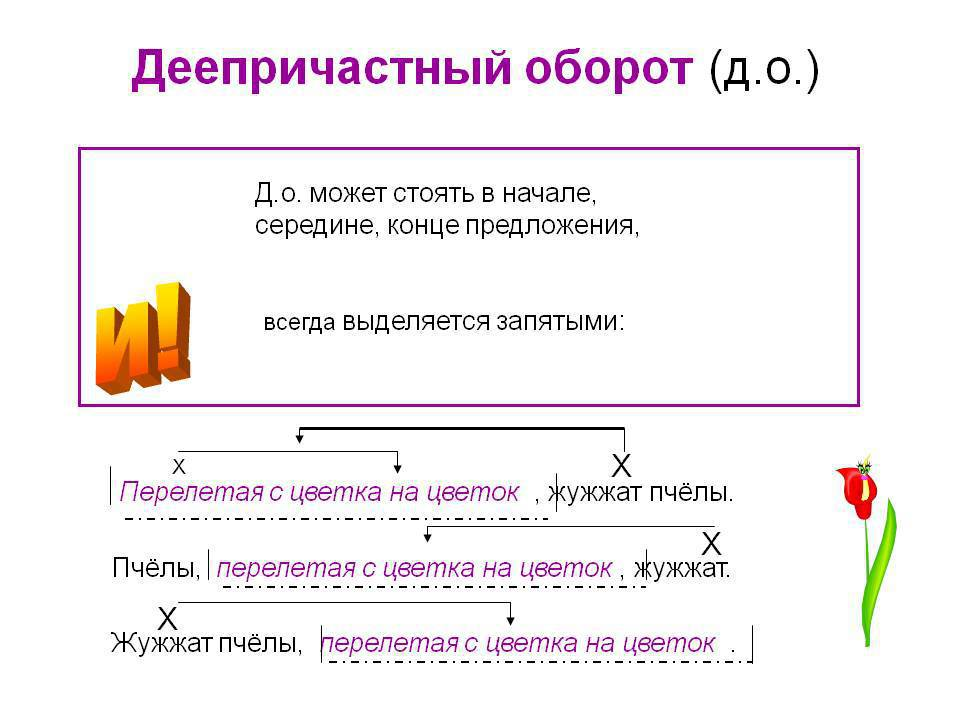 Деепричастный оборот (д.о.)
Д.о. может стоять в начале,
середине, конце предложения,
и!
всегда выделяется запятыми:
х
Х
Перелетая с цветка на цветок , жужжат пчёлы.
Х
Пчёлы, перелетая с цветка на цветок , жужжат.
Х
Жужжат пчёлы, перелетая с цветка на цветок .